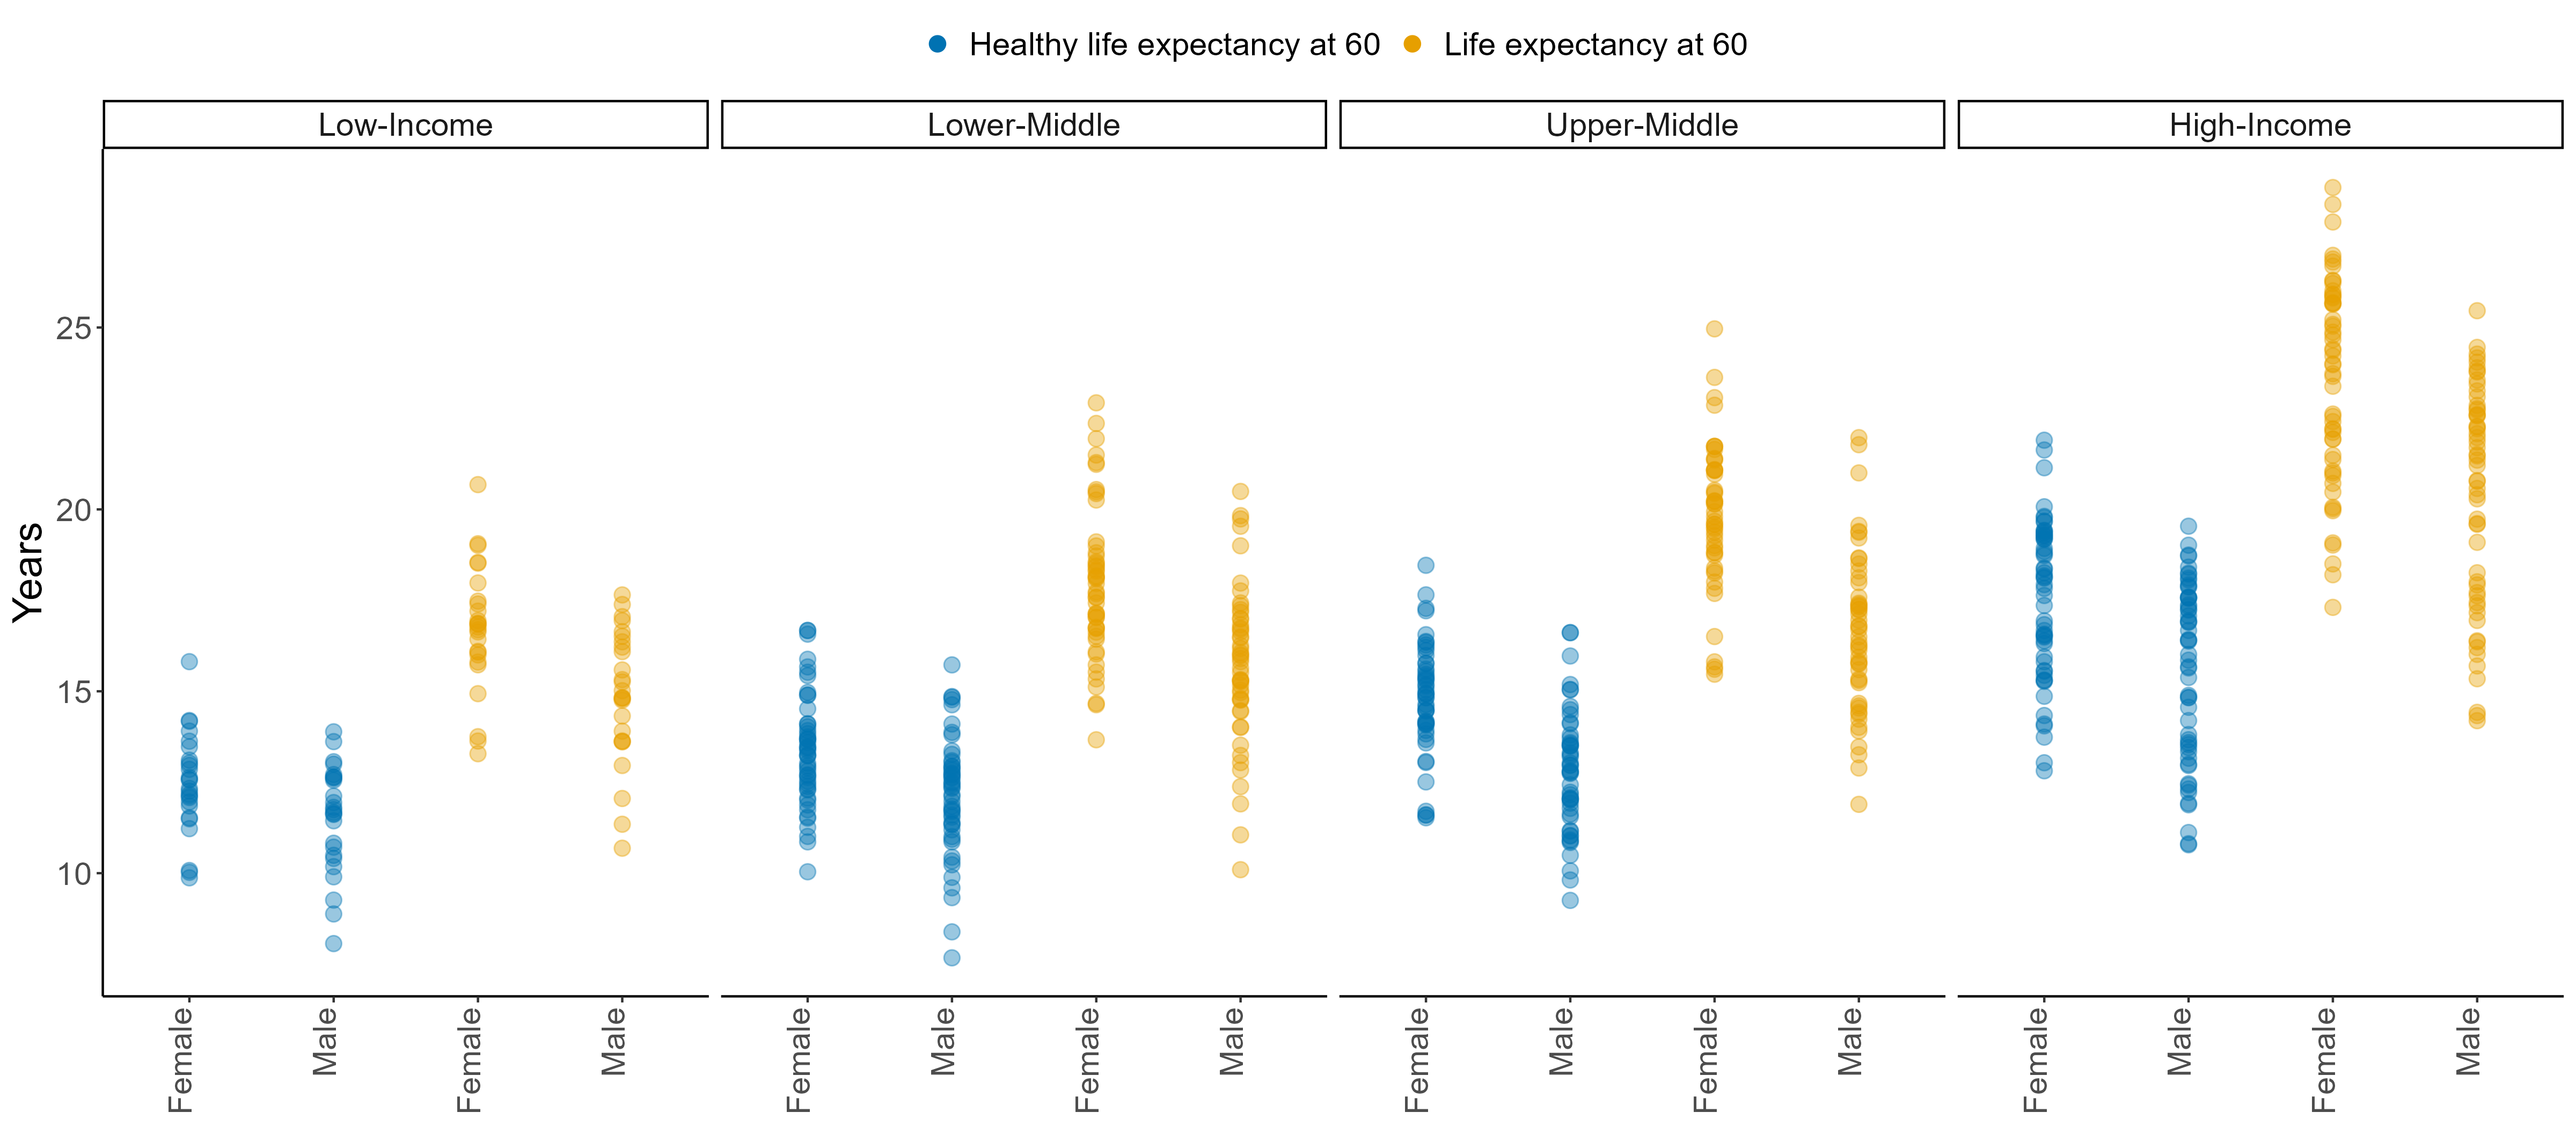 Healthy life expectancy at 60 Life expectancy at 60
Low-Income Lower-Middle Upper-Middle High-Income
Years
25
20
15
10
Female Male Female Male Female Male Female Male Female Male Female Male Female Male Female Male